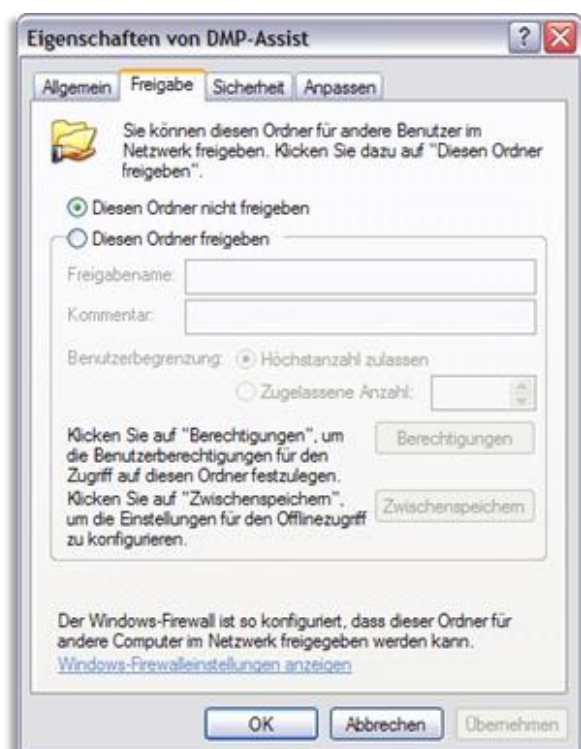 Eigenschaften von DMP-Assist
?
Allgemein Freigabe Sicherheit Anpassen
Sie können diesen Ordner für andere Benutzer im
Netzwerk freigeben. Klicken Sie dazu auf "Diesen Ordner
freigeben".
Diesen Ordner nicht freigeben
Diesen Ordner freigeben
Freigabename:
Kommentar:
Benutzerbegrenzung: Höchstanzahl zulassen
Zugelassene Anzahl:
Klicken Sie auf "Berechtigungen", um
die Benutzerberechtigungen für den
Zugriff auf diesen Ordner festzulegen.
Berechtigungen
Klicken Sie auf "Zwischenspeichern",
um die Einstellungen für den Offlinezugriff
zu konfigurieren.
Zwischenspeichern
Der Windows-Firewall ist so konfiguriert, dass dieser Ordner für
andere Computer im Netzwerk freigegeben werden kann.
Windows-Firewalleinstellungen anzeigen
OK Abbrechen Übernehmen